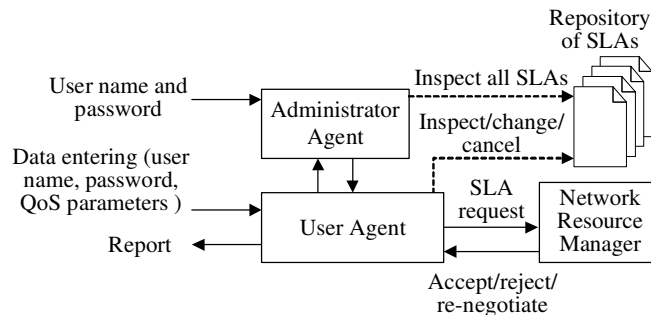 Repository
of SLAs
User name and
password
Inspect all SLAs
Administrator
Agent
Inspect/change/
cancel
Data entering (user
name, password,
QoS parameters )
SLA
request
Network
Resource
Manager
User Agent
Report
Accept/reject/
re-negotiate